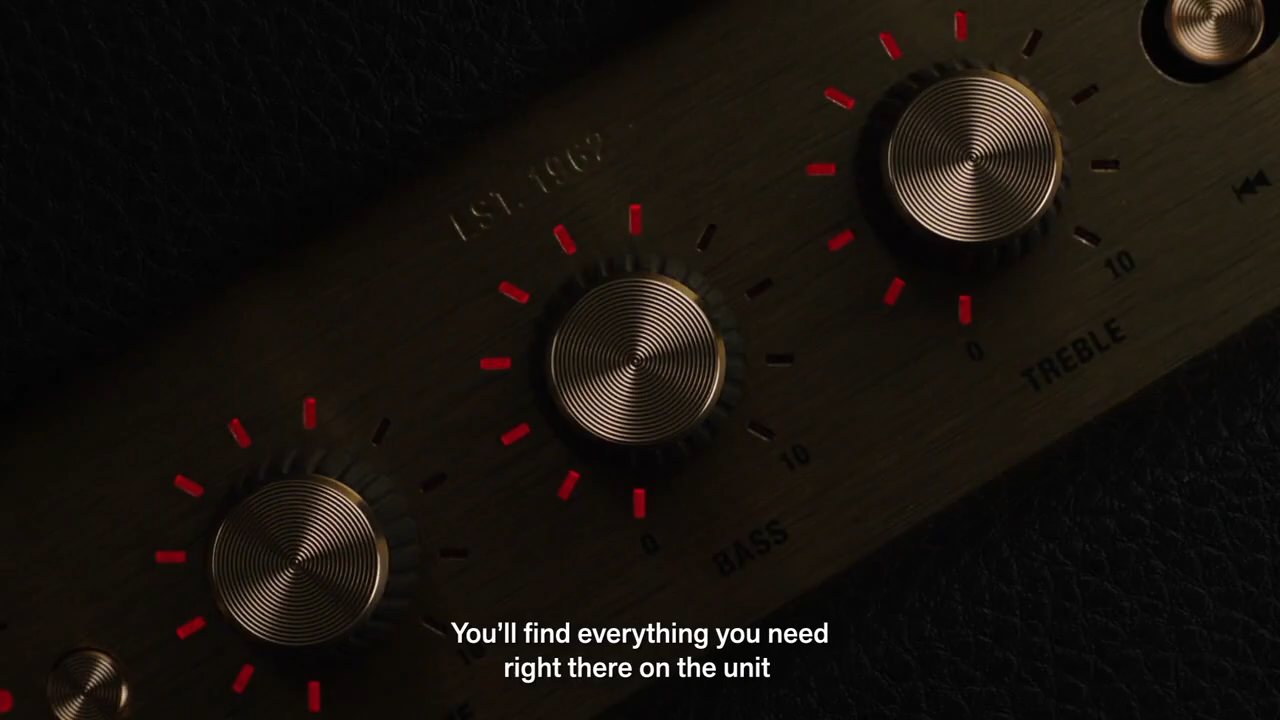 EST. 1962
10
0
TREBLE
10
0
BASS
10
You'll find everything you need
right there on the unit